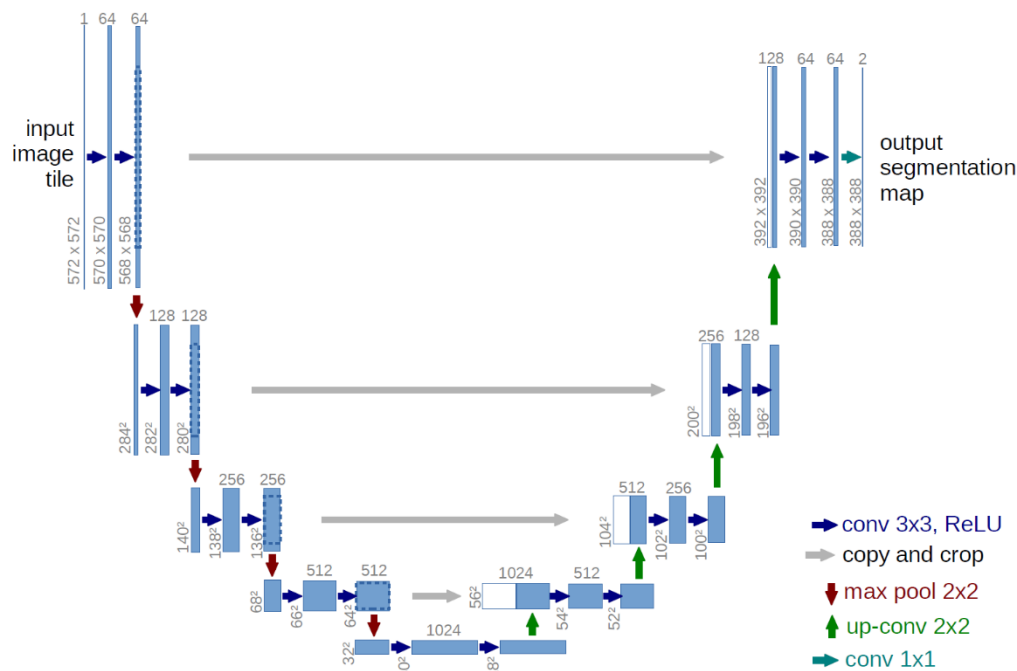 1 64 64
128 64 64 2
input
image
tile
572 x 572
570 x 570
568 x 568
392 x 392
390 x 390
388 x 388
388 x 388
output
segmentation
map
128 128
284²
282²
280²
256 128
200²
198²
196²
256 256
140²
138²
136²
512 256
104²
102²
100²
512 512
68²
66²
64²
1024 512
56²
54²
52²
1024
32²
0²
8²
conv 3x3, ReLU
copy and crop
max pool 2x2
up-conv 2x2
conv 1x1